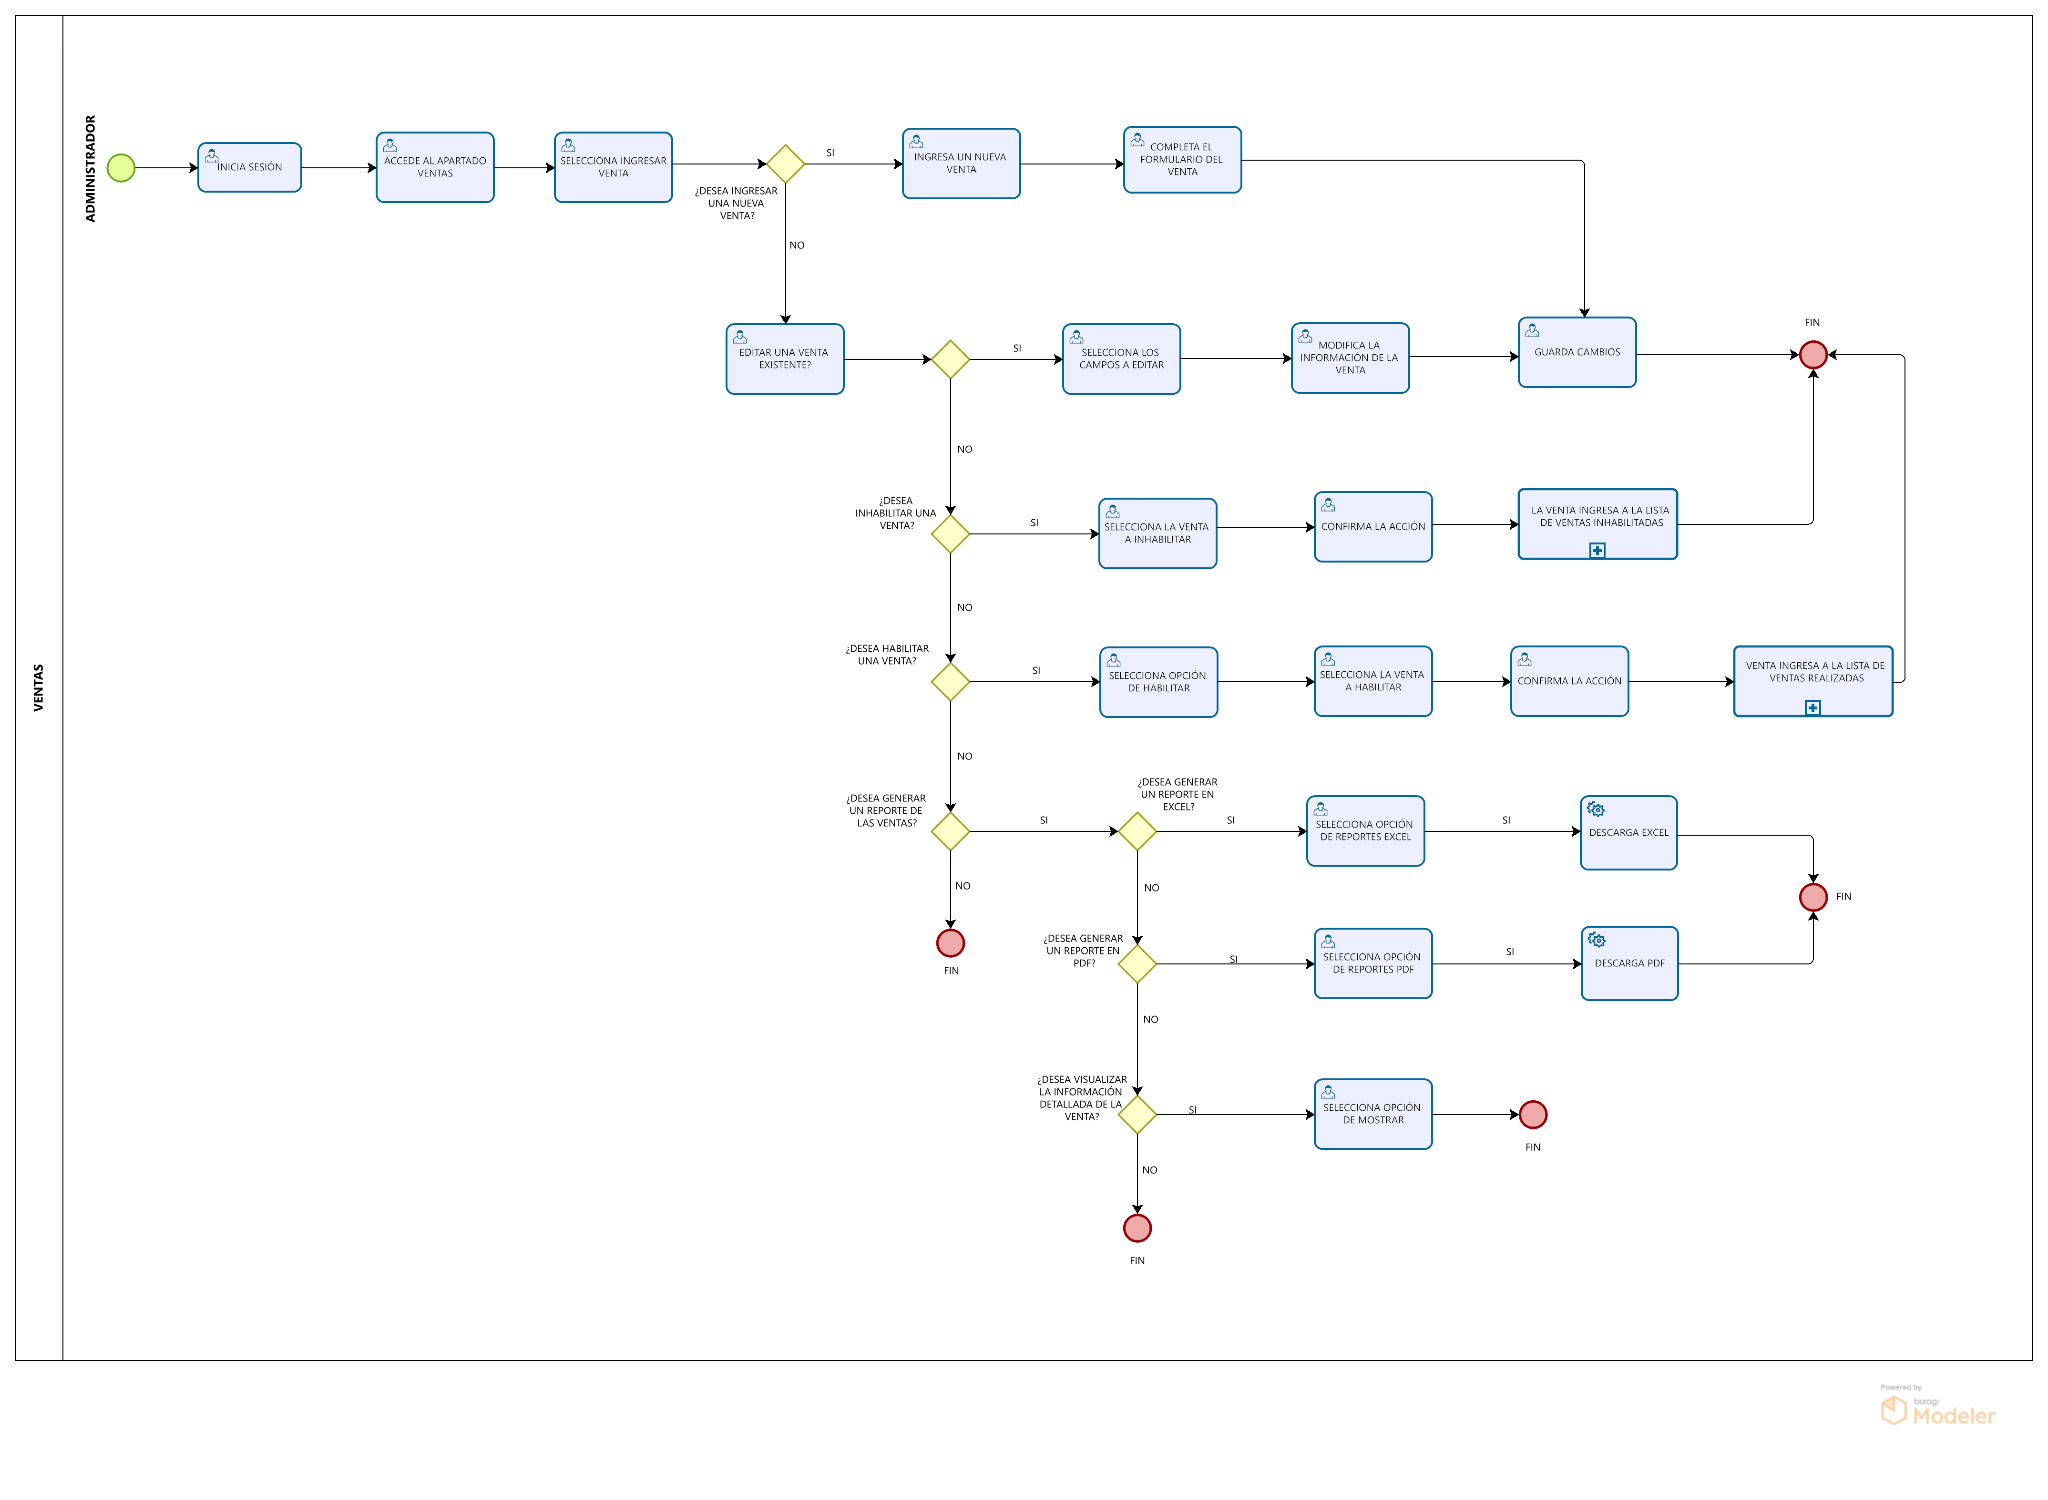 VENTAS
ADMINISTRADOR
INICIA SESIÓN
ACCEDE AL APARTADO
VENTAS
SELECCIONA INGRESAR
VENTA
¿DESEA INGRESAR
UNA NUEVA
VENTA?
SI
INGRESA UN NUEVA
VENTA
COMPLETA EL
FORMULARIO DEL
VENTA
NO
EDITAR UNA VENTA
EXISTENTE?
SI
SELECCIONA LOS
CAMPOS A EDITAR
MODIFICA LA
INFORMACIÓN DE LA
VENTA
GUARDA CAMBIOS
FIN
NO
¿DESEA
INHABILITAR UNA
VENTA?
SI
SELECCIONA LA VENTA
A INHABILITAR
CONFIRMA LA ACCIÓN
LA VENTA INGRESA A LA LISTA
DE VENTAS INHABILITADAS
NO
¿DESEA HABILITAR
UNA VENTA?
SI
SELECCIONA OPCIÓN
DE HABILITAR
SELECCIONA LA VENTA
A HABILITAR
CONFIRMA LA ACCIÓN
VENTA INGRESA A LA LISTA DE
VENTAS REALIZADAS
NO
¿DESEA GENERAR
UN REPORTE DE
LAS VENTAS?
SI
¿DESEA GENERAR
UN REPORTE EN
EXCEL?
SI
SELECCIONA OPCIÓN
DE REPORTES EXCEL
SI
DESCARGA EXCEL
NO
FIN
NO
FIN
¿DESEA GENERAR
UN REPORTE EN
PDF?
SI
SELECCIONA OPCIÓN
DE REPORTES PDF
SI
DESCARGA PDF
NO
¿DESEA VISUALIZAR
LA INFORMACIÓN
DETALLADA DE LA
VENTA?
SI
SELECCIONA OPCIÓN
DE MOSTRAR
FIN
NO
FIN
Powered by
bizagi
Modeler